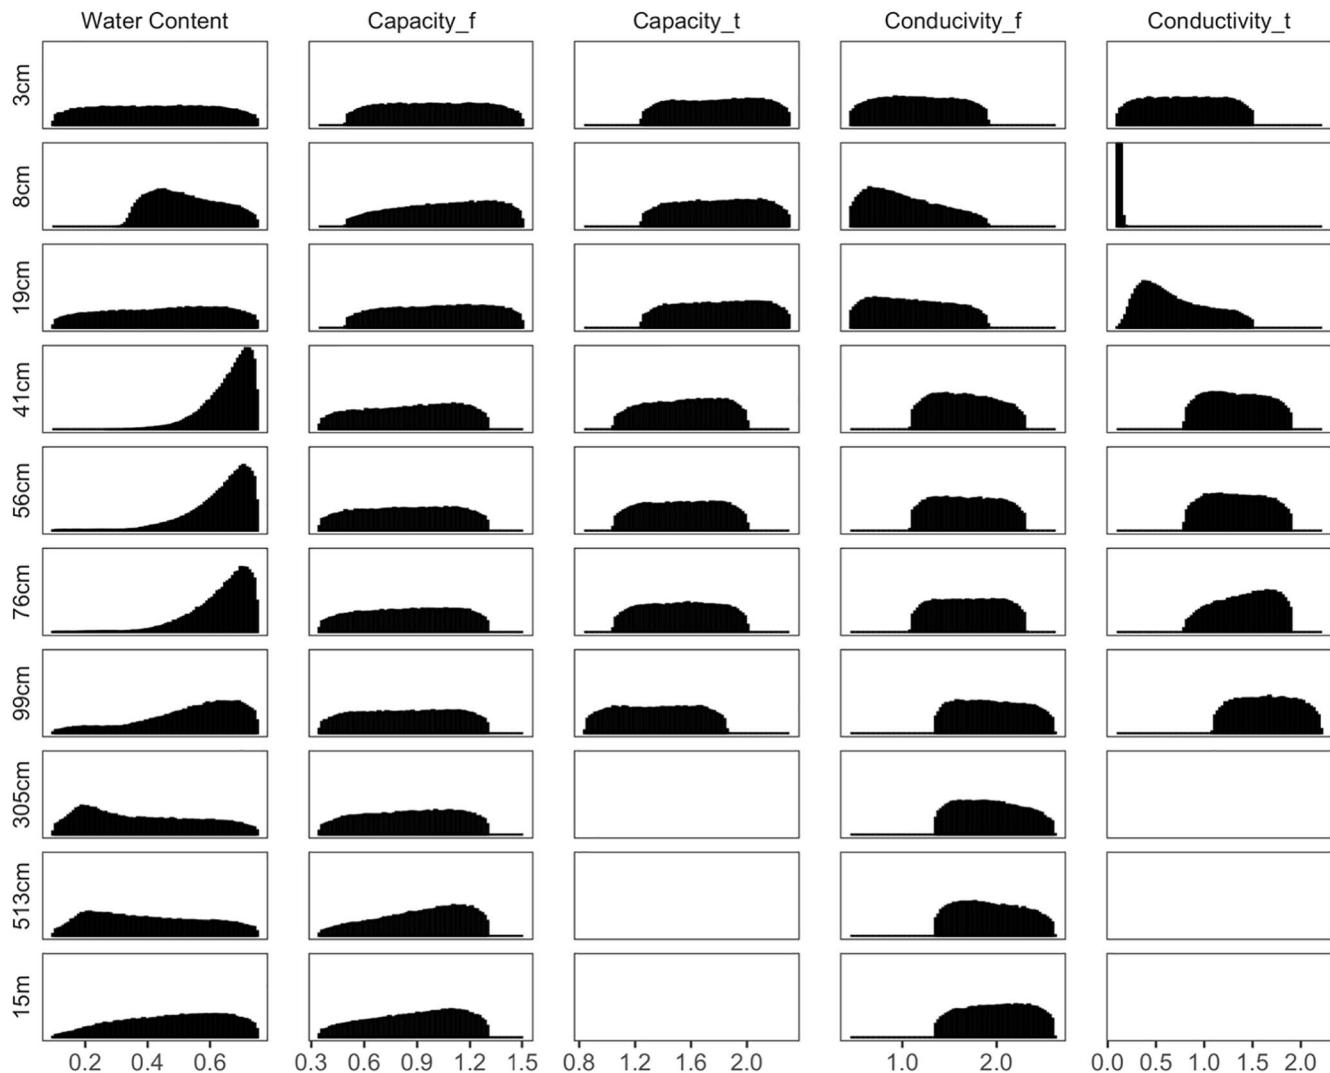 Water Content Capacity_f Capacity_t Conducivity_f Conductivity_t
3cm
8cm
19cm
41cm
56cm
76cm
99cm
305cm
513cm
15m
0.2 0.4 0.6 0.3 0.6 0.9 1.2 1.5 0.8 1.2 1.6 2.0 1.0 2.0 0.0 0.5 1.0 1.5 2.0